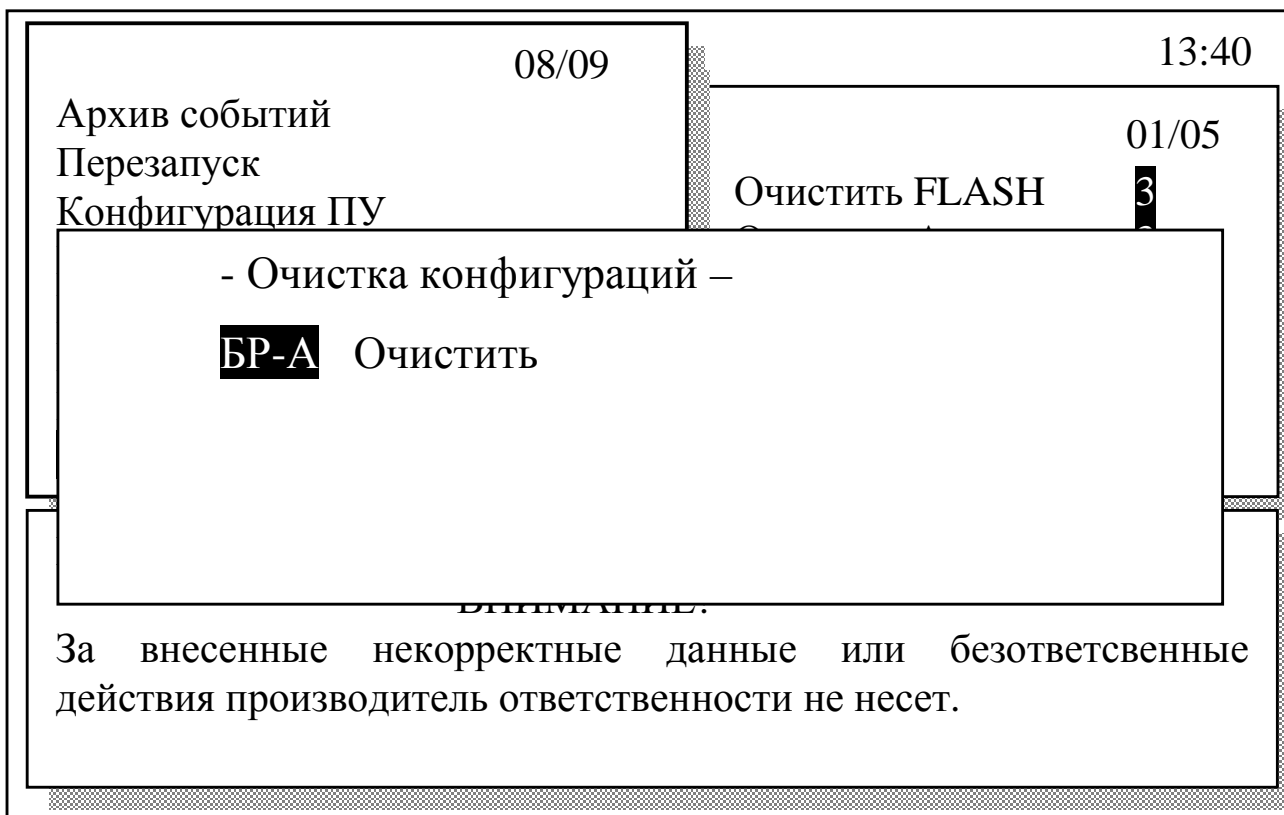 13:40
08/09
Архив событий
Перезапуск
Конфигурация ПУ
01/05
Очистить FLASH 3
- Очистка конфигураций –
БР-А Очистить
За внесенные некорректные данные или безответсвенные
действия производитель ответственности не несет.